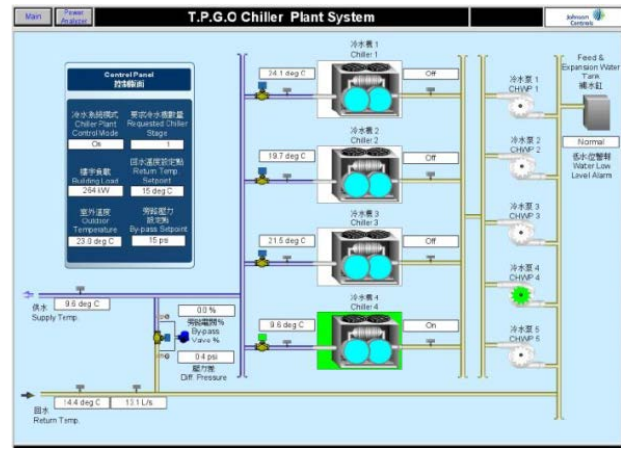 Main
Power
Analyzer
T.P.G.O Chiller Plant System
Johnson
Controls
Control Panel
控制版面
冷水系統模式
Chiller Plant
Control Mode
On
要求冷水機數量
Requested Chiller
Stage
1
樓宇負載
Building Load
264 kW
回水溫度設定點
Return Temp.
Setpoint
15 deg C
室外溫度
Outdoor
Temperature
23.0 deg C
旁路壓力
設定點
By-pass Setpoint
15 psi
冷水機 1
Chiller 1
24.1 deg C
Off
冷水機 2
Chiller 2
19.7 deg C
Off
冷水機 3
Chiller 3
21.5 deg C
Off
冷水機 4
Chiller 4
9.6 deg C
On
冷水泵 1
CHWP 1
冷水泵 2
CHWP 2
冷水泵 3
CHWP 3
冷水泵 4
CHWP 4
冷水泵 5
CHWP 5
Feed &
Expansion Water
Tank
補水缸
Normal
低水位警報
Water Low
Level Alarm
9.6 deg C
供水
Supply Temp.
0.0 %
旁路電閥%
By-pass
Valve %
0.4 psi
壓力差
Diff. Pressure
14.4 deg C
13.1 L/s
回水
Return Temp.